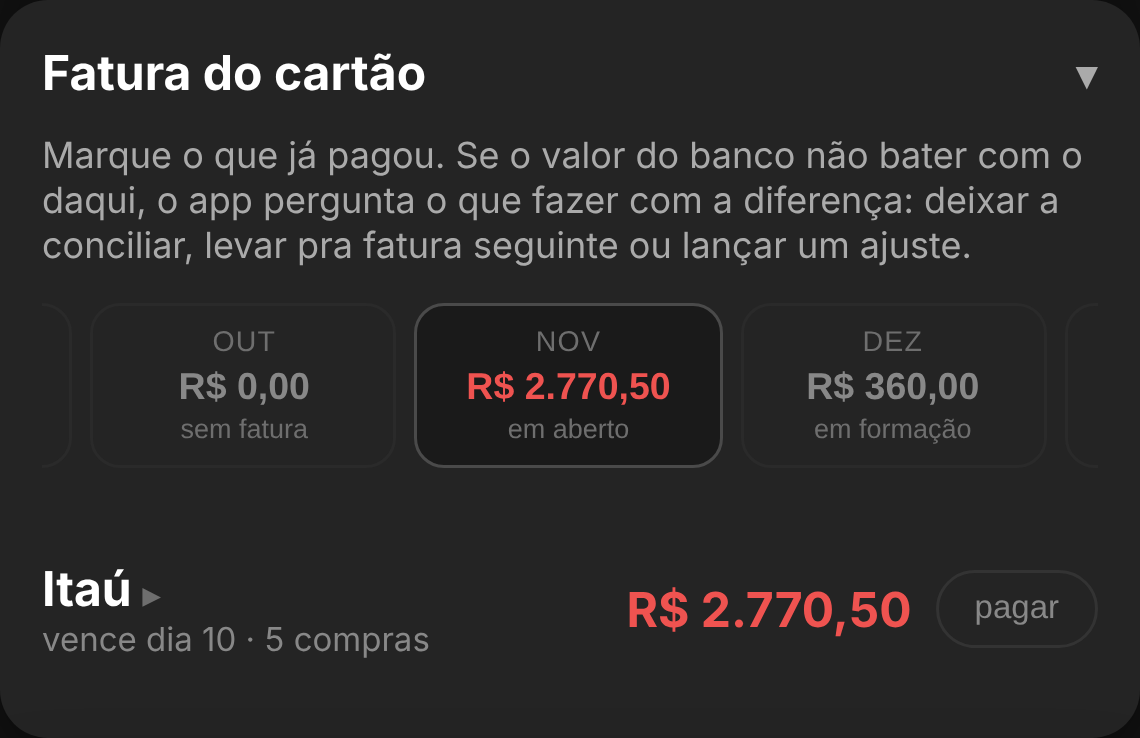 Fatura do cartão ▼
Marque o que já pagou. Se o valor do banco não bater com o
daqui, o app pergunta o que fazer com a diferença: deixar a
conciliar, levar pra fatura seguinte ou lançar um ajuste.
OUT
R$ 0,00
sem fatura
NOV
R$ 2.770,50
em aberto
DEZ
R$ 360,00
em formação
Itaú ▸
vence dia 10 · 5 compras
R$ 2.770,50
pagar